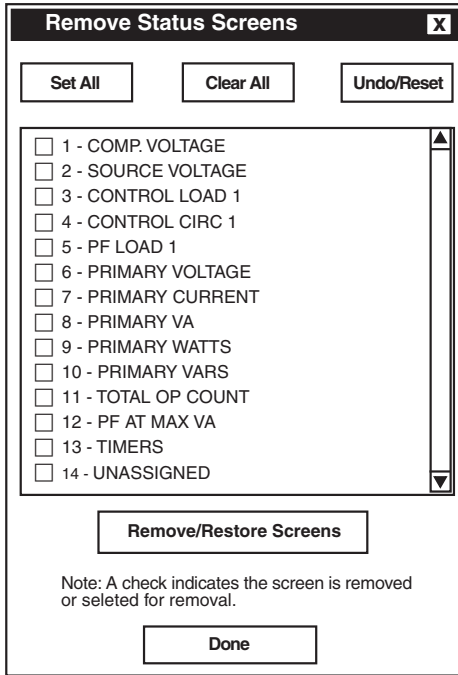 Remove Status Screens X
Set All Clear All Undo/Reset
1 - COMP. VOLTAGE
2 - SOURCE VOLTAGE
3 - CONTROL LOAD 1
4 - CONTROL CIRC 1
5 - PF LOAD 1
6 - PRIMARY VOLTAGE
7 - PRIMARY CURRENT
8 - PRIMARY VA
9 - PRIMARY WATTS
10 - PRIMARY VARS
11 - TOTAL OP COUNT
12 - PF AT MAX VA
13 - TIMERS
14 - UNASSIGNED
Remove/Restore Screens
Note: A check indicates the screen is removed
or seleted for removal.
Done